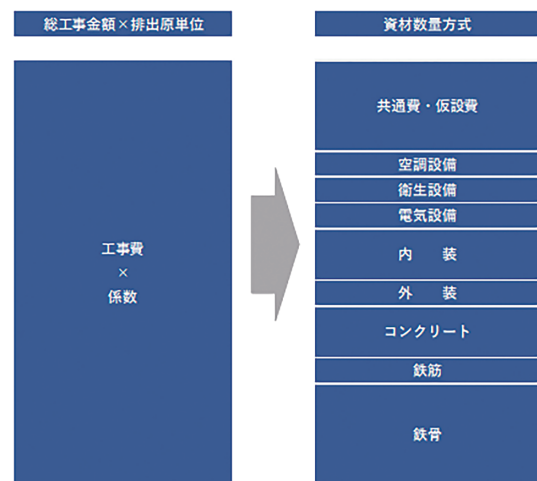 総工事金額×排出原単位
工事費
×
係数
資材数量方式
共通費・仮設費
空調設備
衛生設備
電気設備
内　　装
外　　装
コンクリート
鉄筋
鉄骨